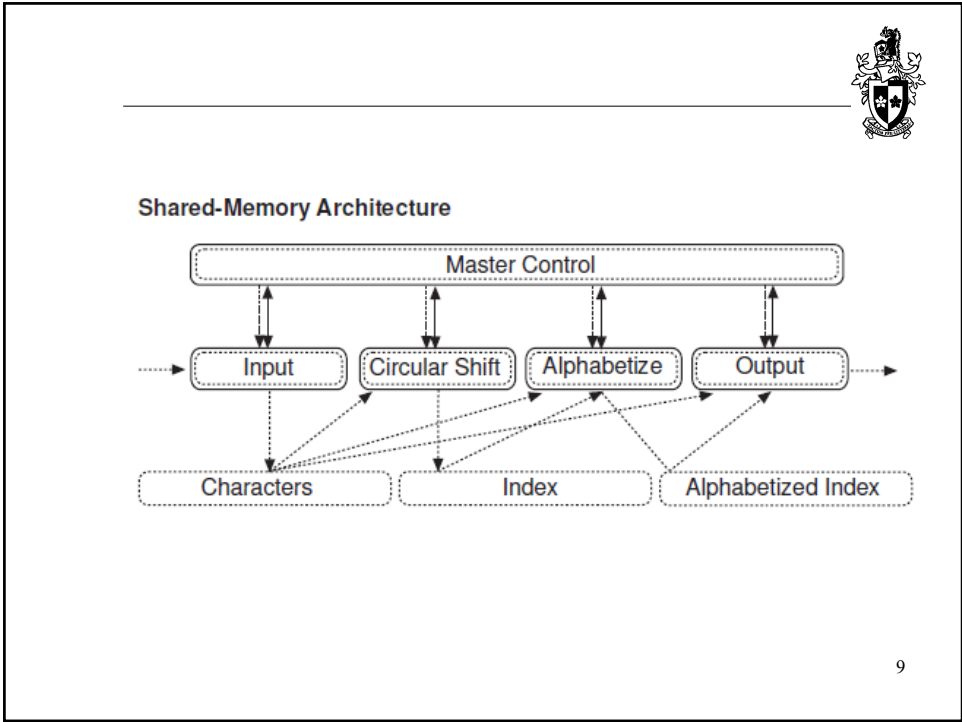 Shared-Memory Architecture
Master Control
Input Circular Shift Alphabetize Output
Characters Index Alphabetized Index
9